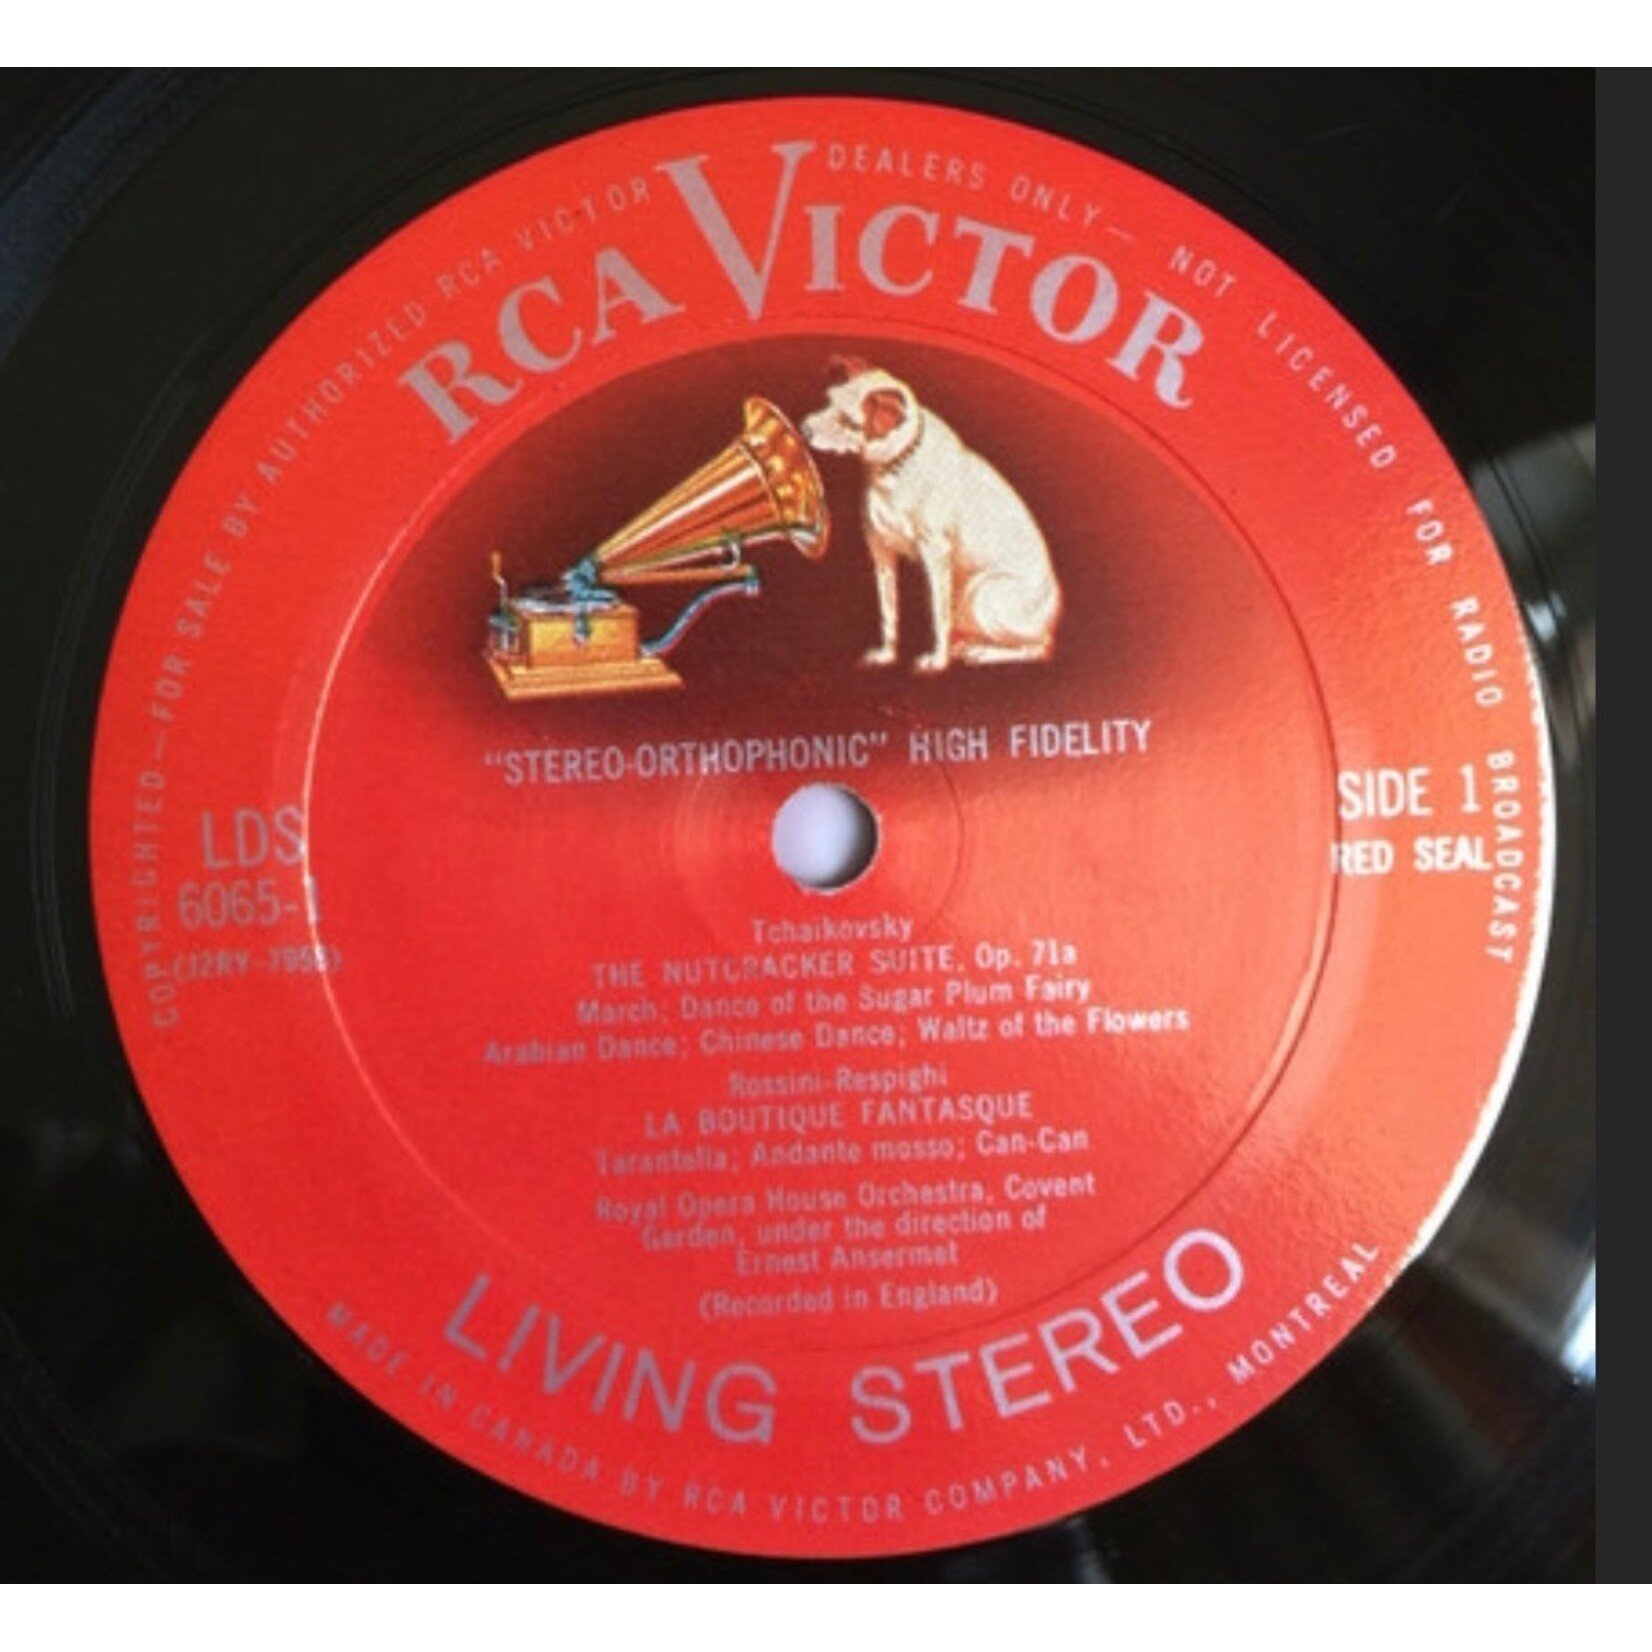 COPYRIGHTED—FOR SALE BY AUTHORIZED RCA VICTOR DEALERS ONLY— NOT LICENSED FOR RADIO BROADCAST
RCA VICTOR
"STEREO-ORTHOPHONIC" HIGH FIDELITY
LDS
6065-1
SIDE 1
RED SEAL
Tchaikovsky
THE NUTCRACKER SUITE, Op. 71a
March; Dance of the Sugar Plum Fairy
Arabian Dance; Chinese Dance; Waltz of the Flowers
Rossini-Respighi
LA BOUTIQUE FANTASQUE
Tarantella; Andante mosso; Can-Can
Royal Opera House Orchestra, Covent
Garden, under the direction of
Ernest Ansermet
(Recorded in England)
LIVING STEREO
MADE IN CANADA BY RCA VICTOR COMPANY, LTD., MONTREAL